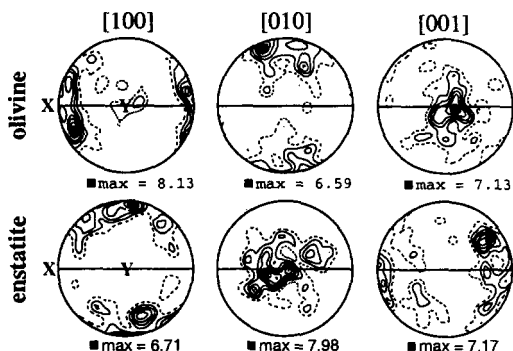 [100] [010] [001]
olivine
X Y
max = 8.13 max = 6.59 max = 7.13
enstatite
X Y
max = 6.71 max = 7.98 max = 7.17